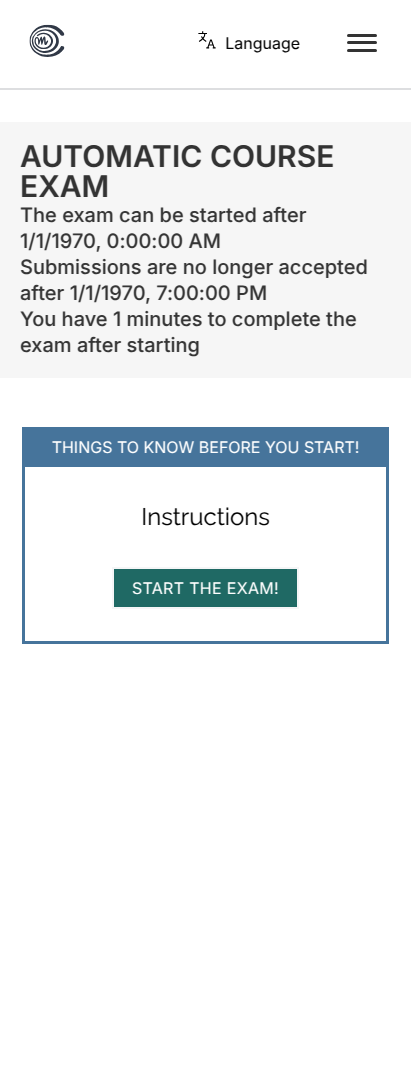 Language
AUTOMATIC COURSE
EXAM
The exam can be started after
1/1/1970, 0:00:00 AM
Submissions are no longer accepted
after 1/1/1970, 7:00:00 PM
You have 1 minutes to complete the
exam after starting
THINGS TO KNOW BEFORE YOU START!
Instructions
START THE EXAM!